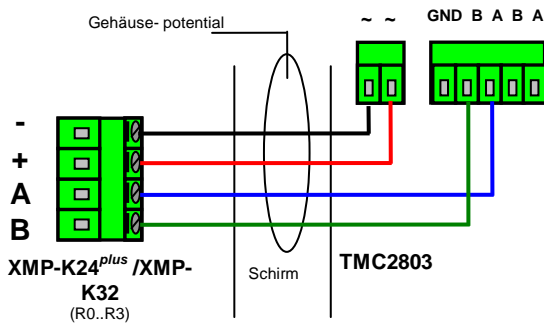 Gehäuse- potential
~ ~
GND B A B A
-
+
A
B
XMP-K24plus /XMP-
K32
(R0..R3)
Schirm
TMC2803